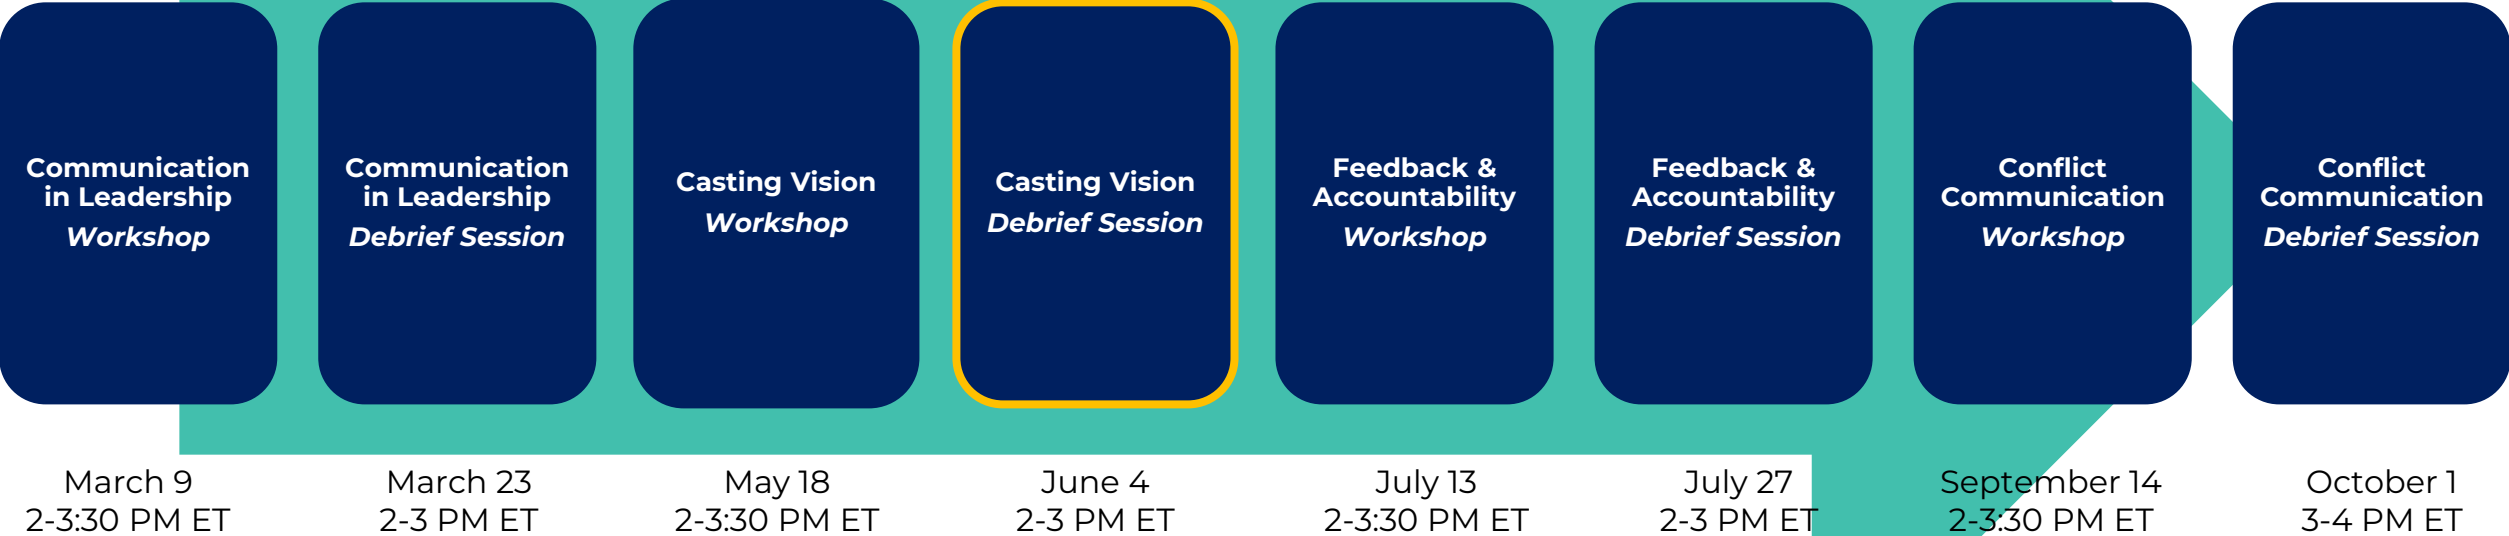 Communication
in Leadership
Workshop
Communication
in Leadership
Debrief Session
Casting Vision
Workshop
Casting Vision
Debrief Session
Feedback &
Accountability
Workshop
Feedback &
Accountability
Debrief Session
Conflict
Communication
Workshop
Conflict
Communication
Debrief Session
March 9
2-3:30 PM ET
March 23
2-3 PM ET
May 18
2-3:30 PM ET
June 4
2-3 PM ET
July 13
2-3:30 PM ET
July 27
2-3 PM ET
September 14
2-3:30 PM ET
October 1
3-4 PM ET